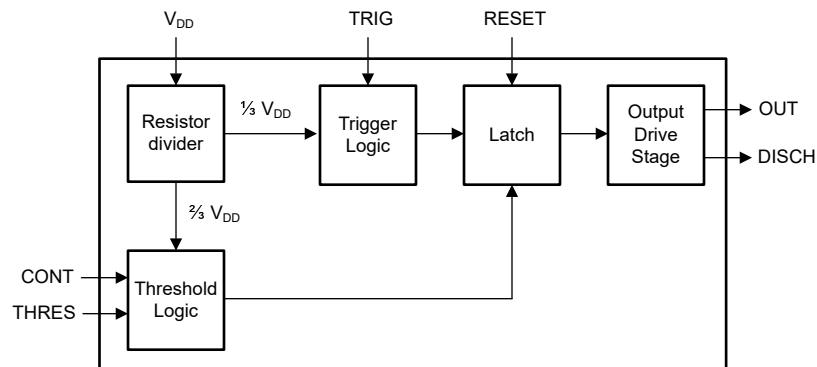 VDD
TRIG
RESET
Resistor
divider
⅓ VDD
Trigger
Logic
Latch
Output
Drive
Stage
OUT
DISCH
⅔ VDD
CONT
THRES
Threshold
Logic